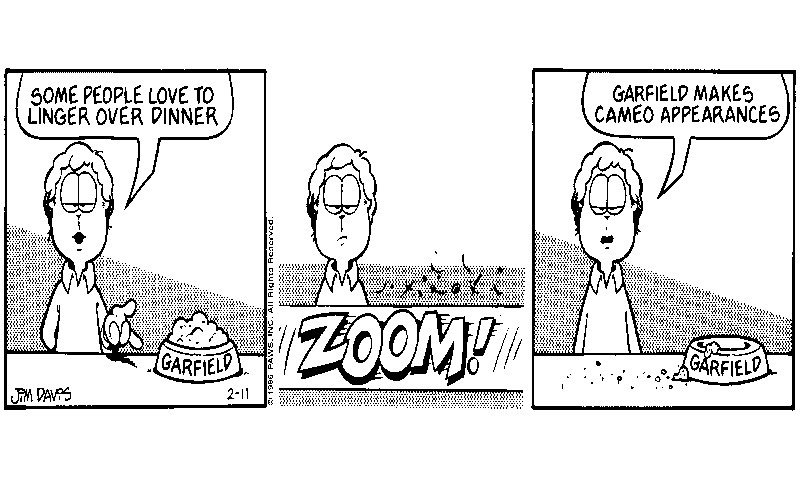 SOME PEOPLE LOVE TO
LINGER OVER DINNER
GARFIELD
JIM DAVIS
2-11
© 1986 PAWS, INC. All Rights Reserved.
ZOOM!
GARFIELD MAKES
CAMEO APPEARANCES
GARFIELD